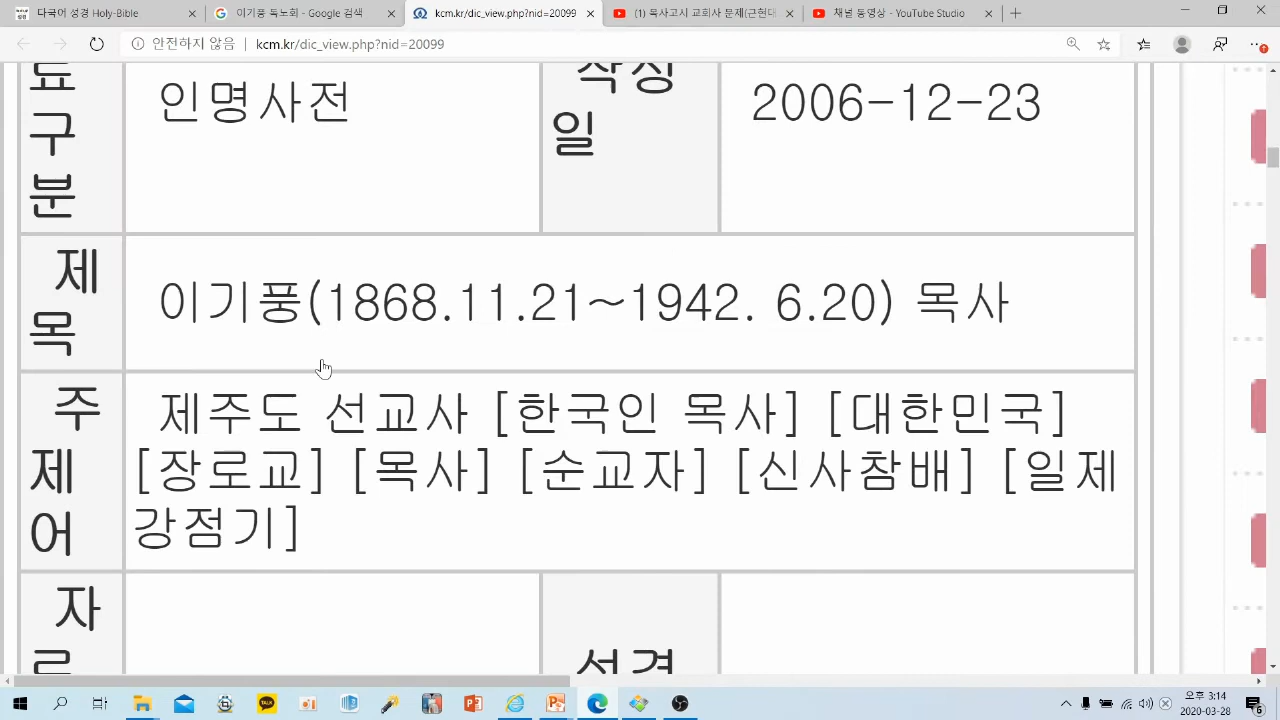 다국어 성경 Holy-Bible
이기풍 독노회 - Google 검색
kcm.kr/dic_view.php?nid=20099
(1) 목사고시 교회사 문제(근현대
채널 동영상 - YouTube Studio
안전하지 않음 | kcm.kr/dic_view.php?nid=20099
료
구
분
인명사전
작성
일
2006-12-23
제
목
이기풍(1868.11.21~1942. 6.20) 목사
주
제
어
제주도 선교사 [한국인 목사] [대한민국]
[장로교] [목사] [순교자] [신사참배] [일제
강점기]
자
료
성경
TALK
오후 3:14
2020-03-28
6